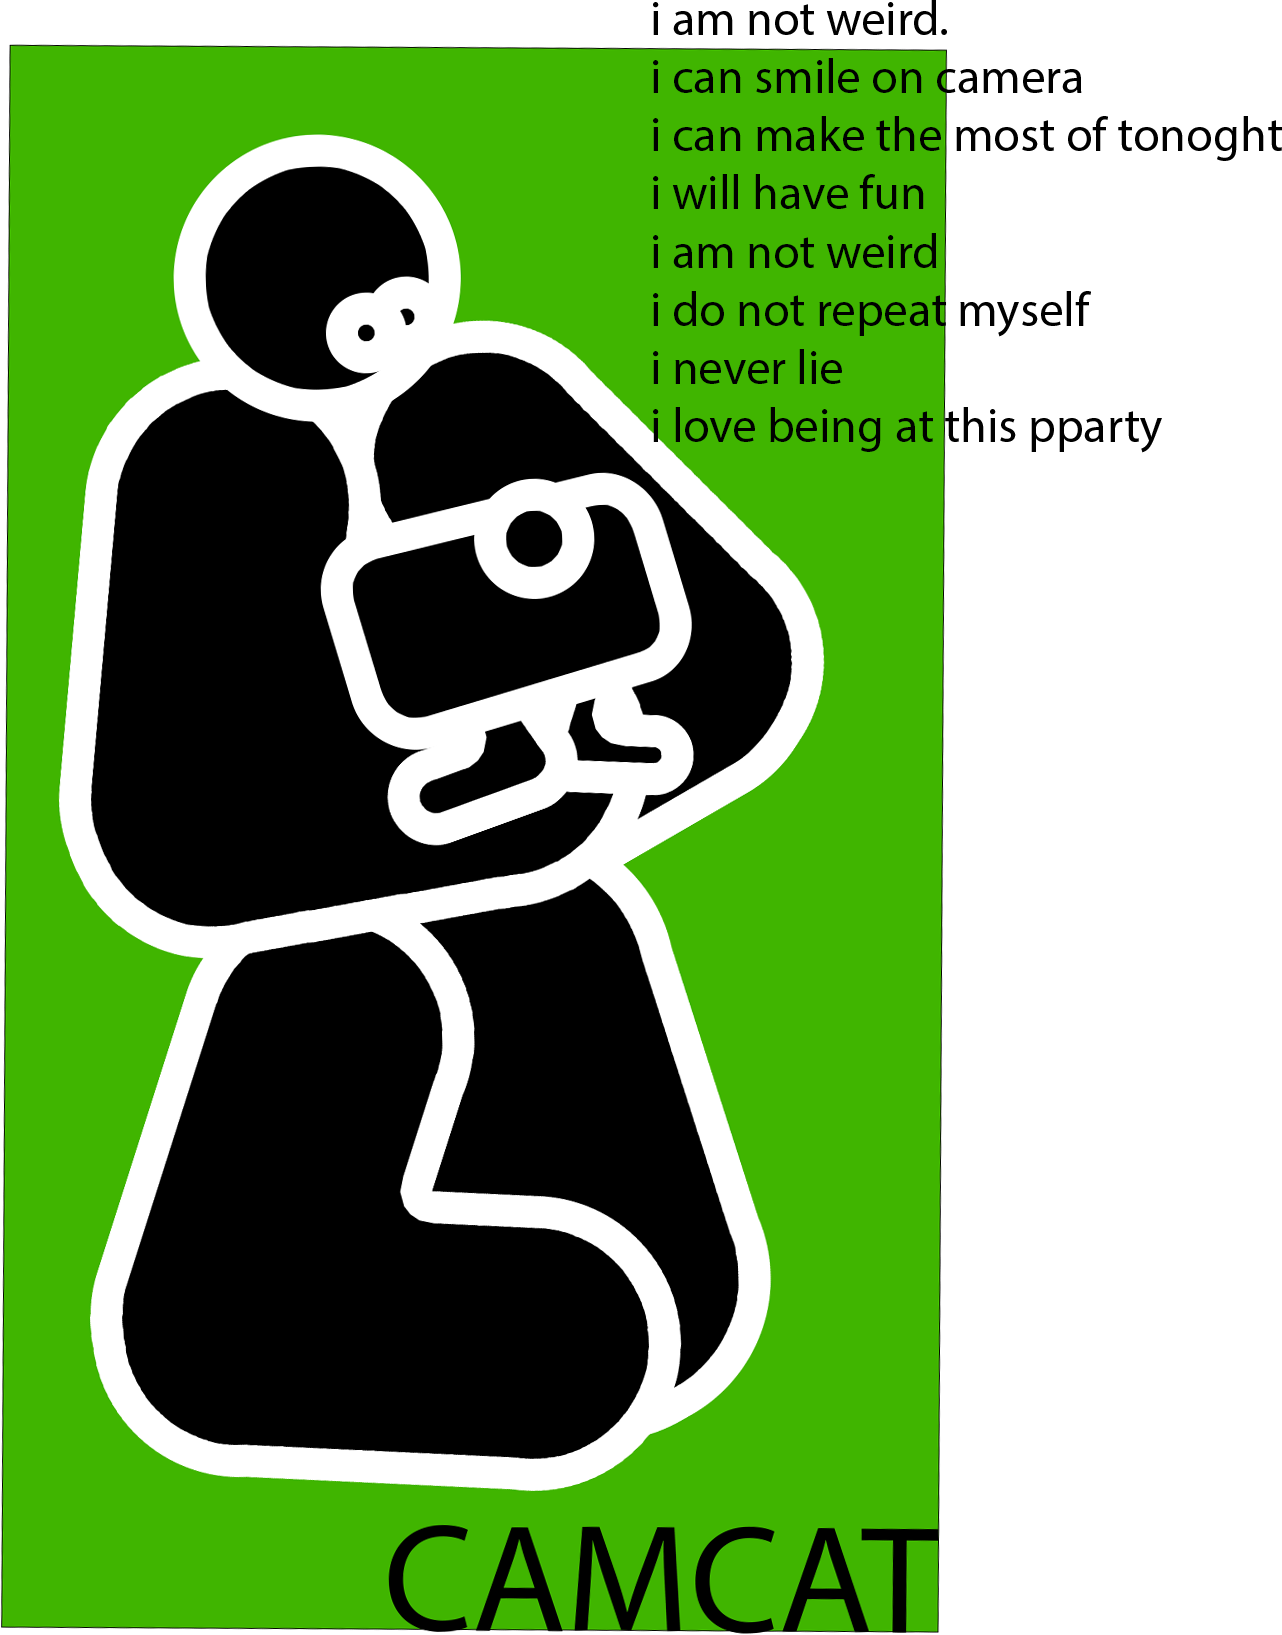 i am not weird.
i can smile on camera
i can make the most of tonoght
i will have fun
i am not weird
i do not repeat myself
i never lie
i love being at this pparty
CAMCAT